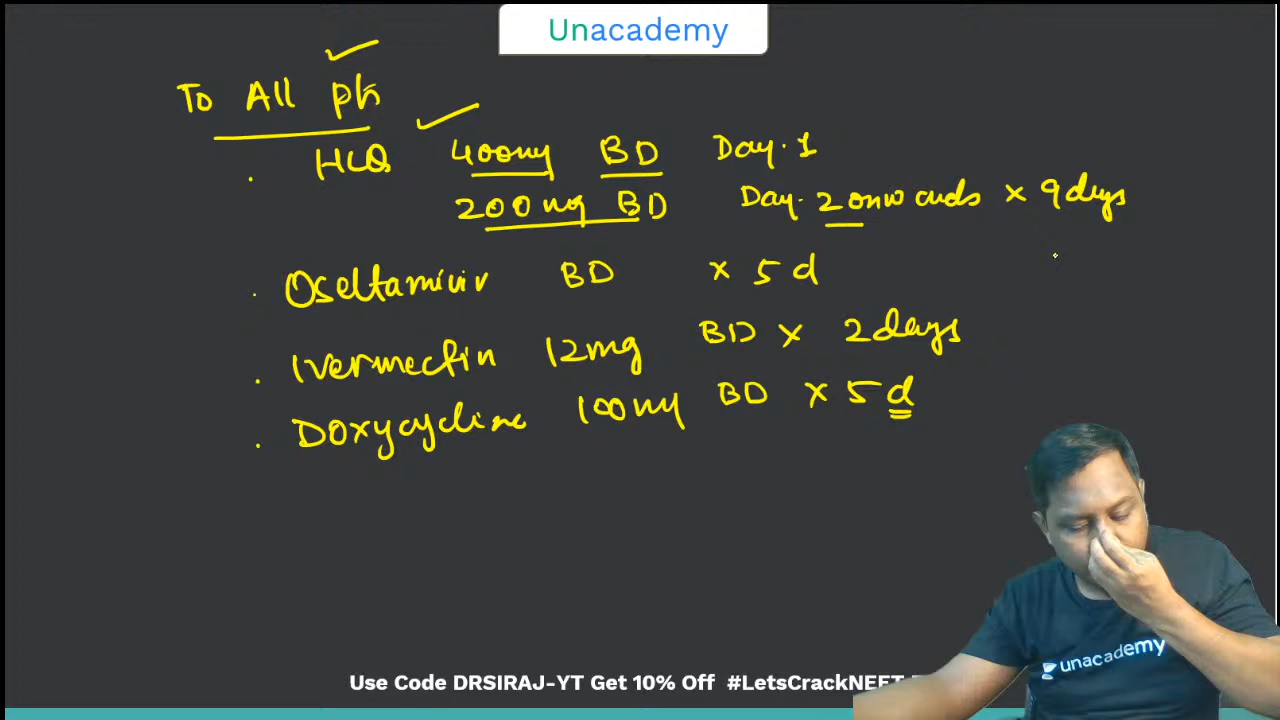 Unacademy
To All pts
. HCQ 400mg BD Day. 1
200mg BD Day. 2 onwards x 9 days
. Oseltamivir BD x 5 d
. Ivermectin 12mg BD x 2 days
. Doxycycline 100mg BD x 5 d
unacademy
Use Code DRSIRAJ-YT Get 10% Off #LetsCrackNEET